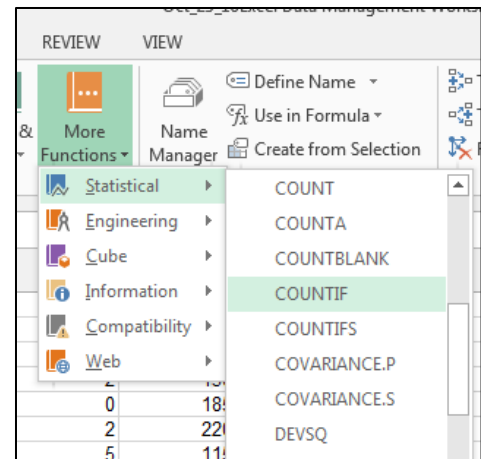 REVIEW VIEW
More Functions
Name Manager
Define Name
Use in Formula
Create from Selection
&
Statistical
Engineering
Cube
Information
Compatibility
Web
COUNT
COUNTA
COUNTBLANK
COUNTIF
COUNTIFS
COVARIANCE.P
COVARIANCE.S
DEVSQ
0
2
5